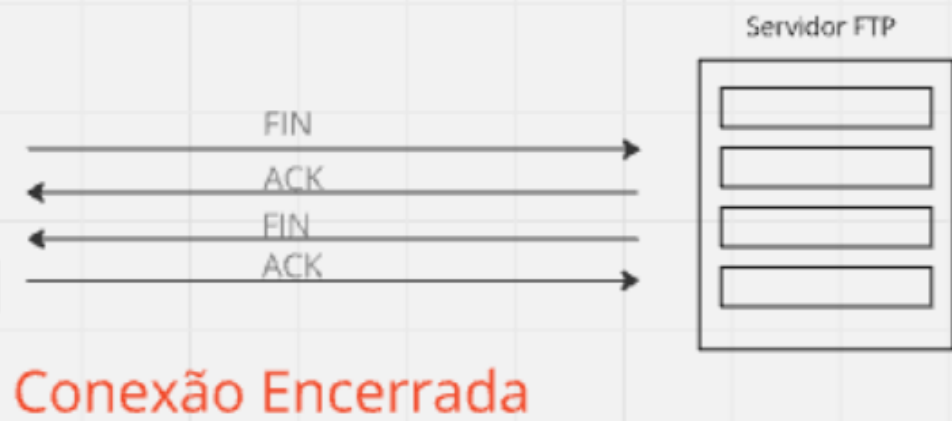 Servidor FTP
FIN
ACK
FIN
ACK
Conexão Encerrada